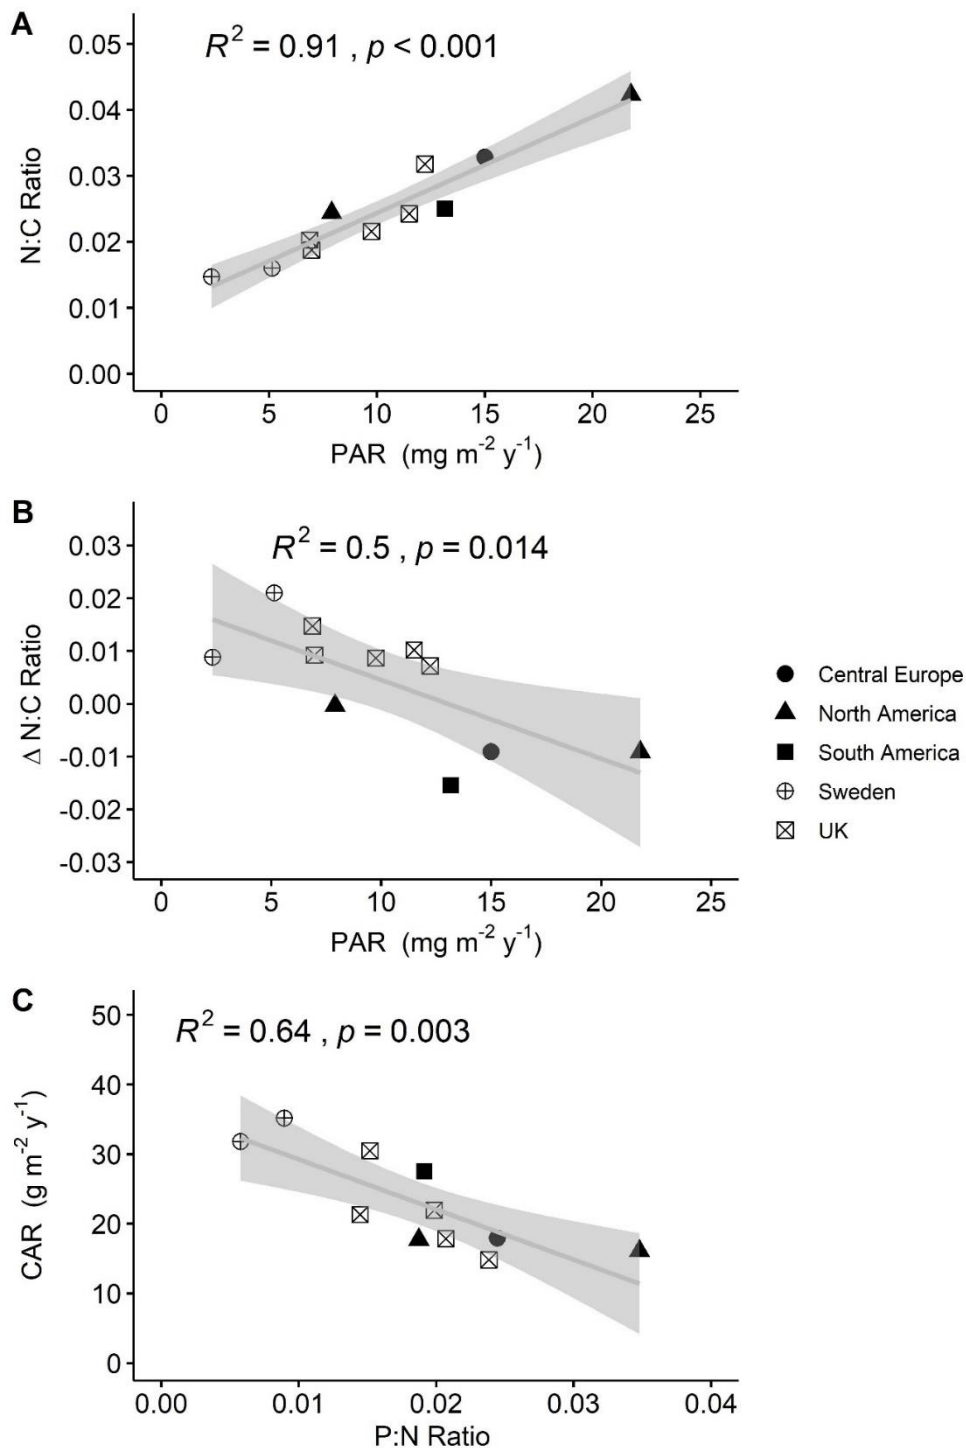 A
R² = 0.91 , p < 0.001
N:C Ratio
0.05
0.04
0.03
0.02
0.01
0.00
0 5 10 15 20 25
PAR (mg m⁻² y⁻¹)
B
R² = 0.5 , p = 0.014
Δ N:C Ratio
0.03
0.02
0.01
0.00
-0.01
-0.02
-0.03
0 5 10 15 20 25
PAR (mg m⁻² y⁻¹)
Central Europe
North America
South America
Sweden
UK
C
R² = 0.64 , p = 0.003
CAR (g m⁻² y⁻¹)
50
40
30
20
10
0
0.00 0.01 0.02 0.03 0.04
P:N Ratio